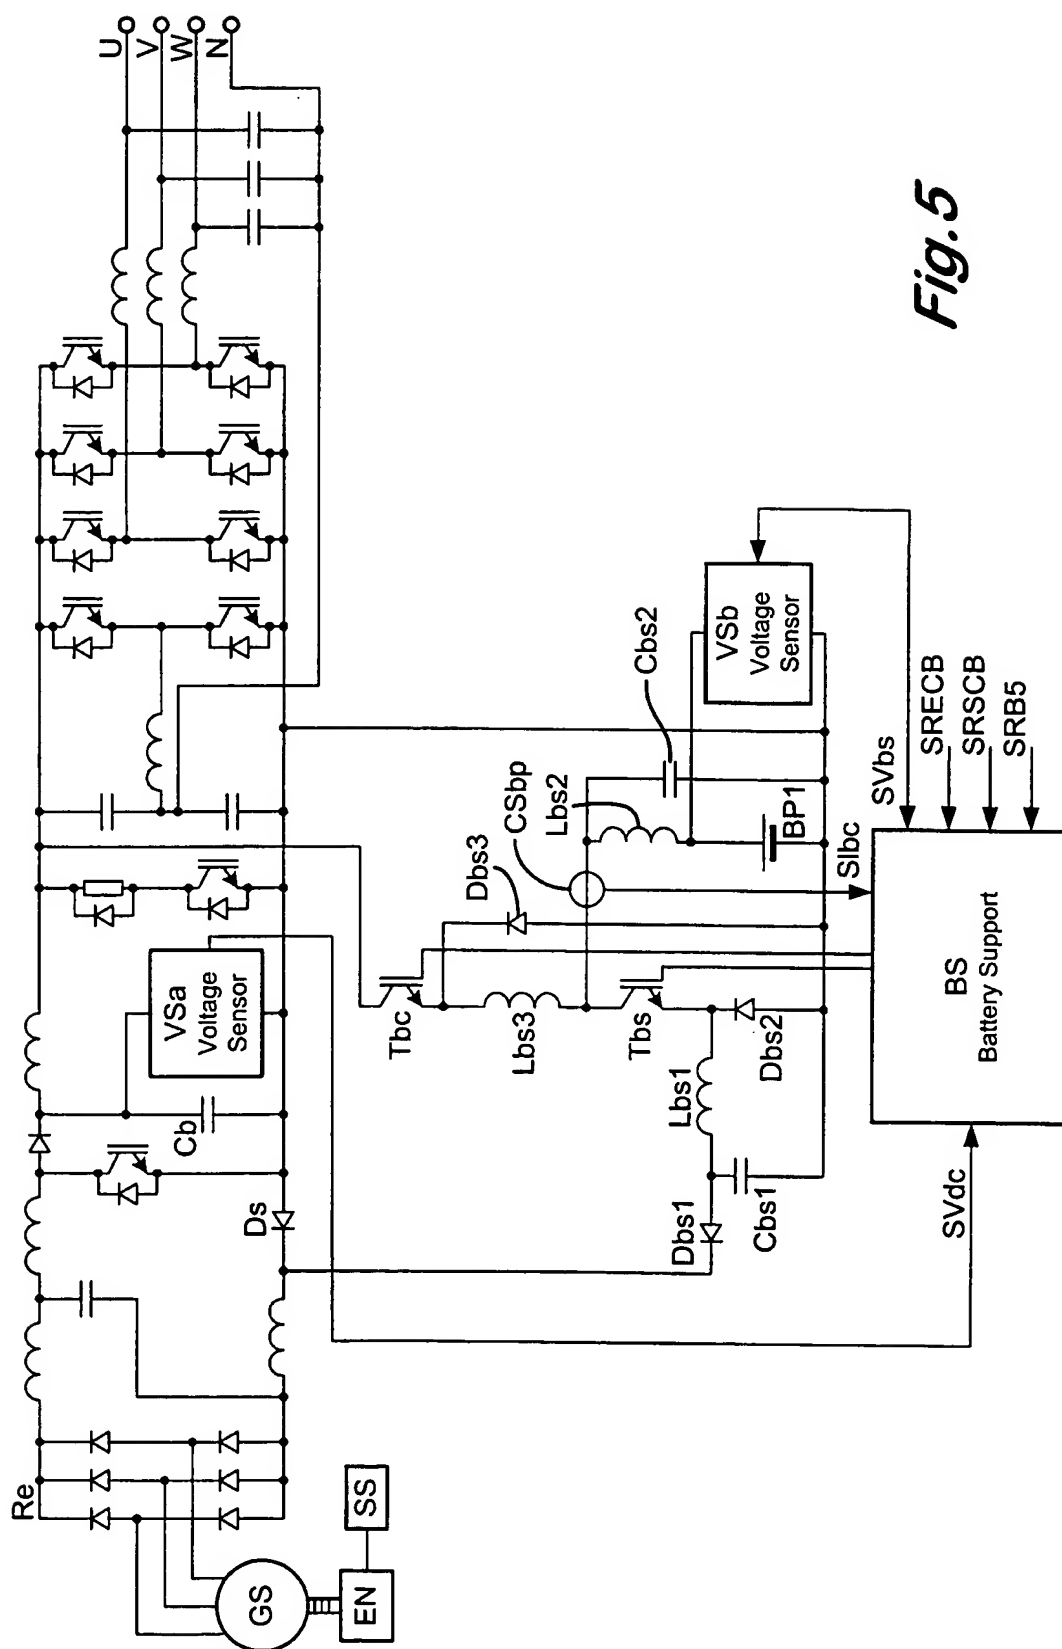 U
V
W
N
Re
GS
EN
SS
Ds
Cb
VSa
Voltage
Sensor
Tbc
Lbs3
Dbs3
CSbp
Lbs2
Cbs2
BP1
VSb
Voltage
Sensor
Tbs
Dbs2
Lbs1
Dbs1
Cbs1
SVdc
SIbc
SVbs
SRECB
SRSCB
SRB5
BS
Battery Support
Fig.5